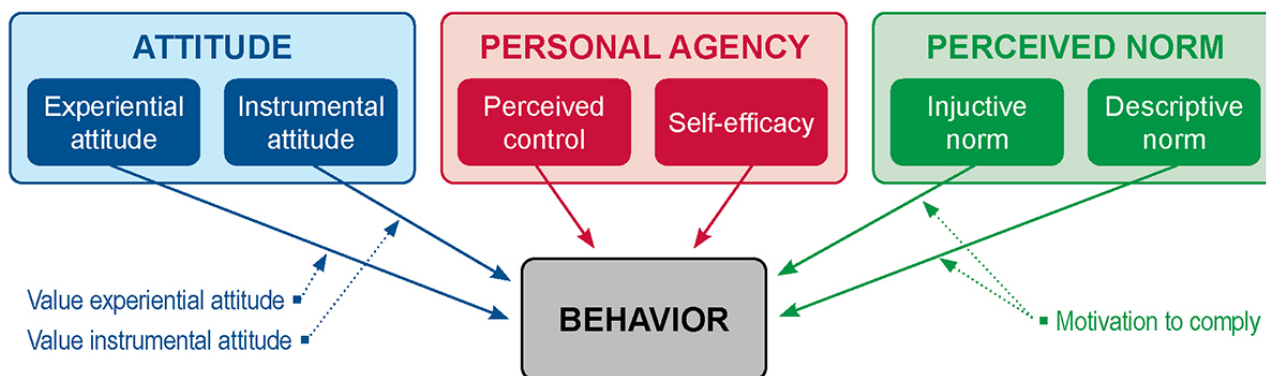 ATTITUDE
Experiential
attitude
Instrumental
attitude
PERSONAL AGENCY
Perceived
control
Self-efficacy
PERCEIVED NORM
Injuctive
norm
Descriptive
norm
Value experiential attitude
Value instrumental attitude
BEHAVIOR
Motivation to comply